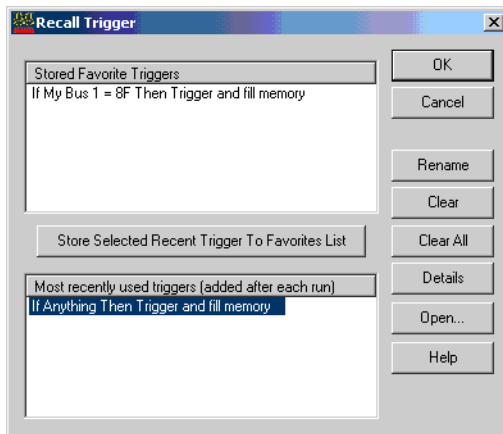 Recall Trigger
Stored Favorite Triggers
If My Bus 1 = 8F Then Trigger and fill memory
Store Selected Recent Trigger To Favorites List
Most recently used triggers (added after each run)
If Anything Then Trigger and fill memory
OK
Cancel
Rename
Clear
Clear All
Details
Open...
Help